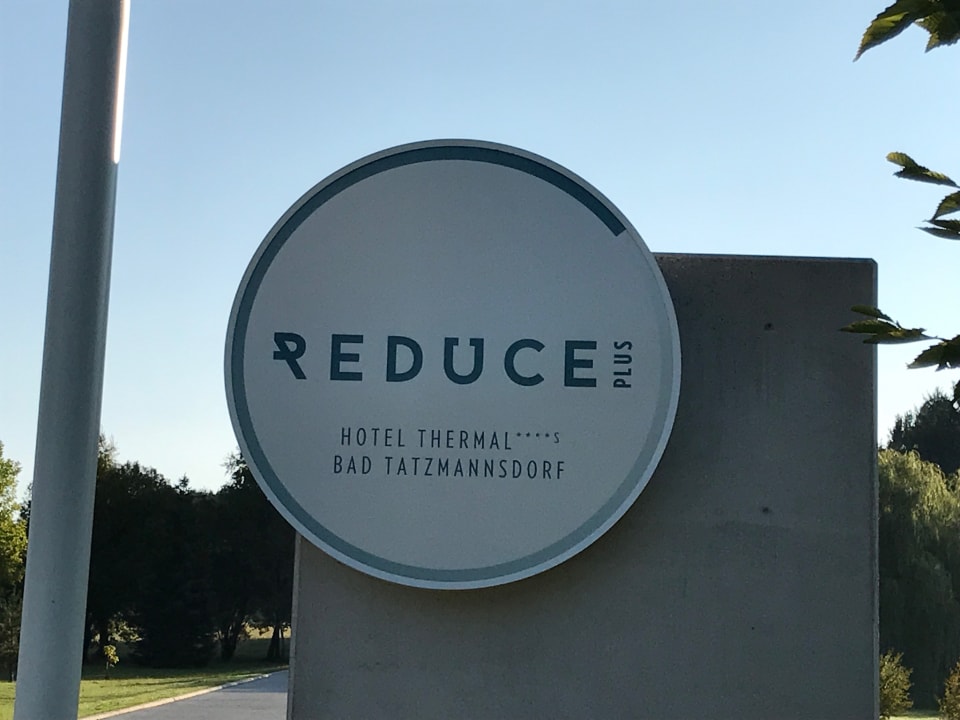 REDUCE PLUS
HOTEL THERMAL****S
BAD TATZMANNSDORF